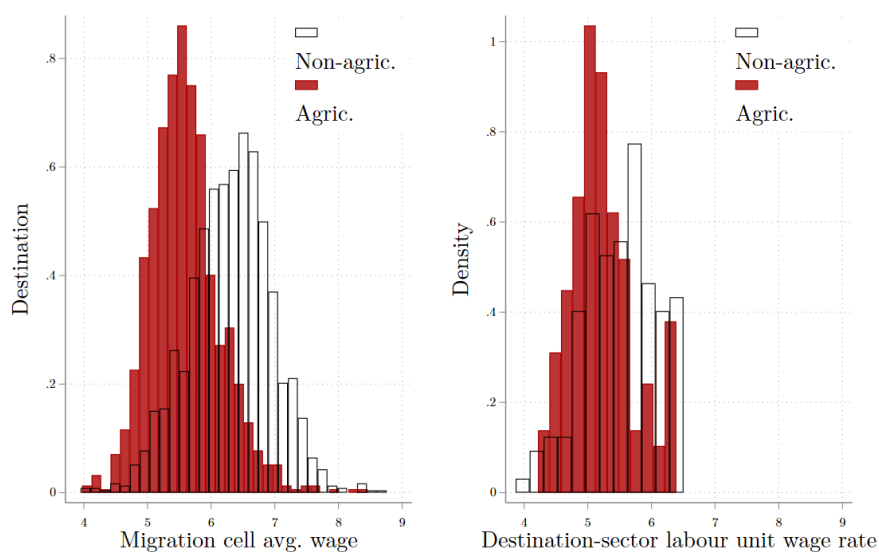 Destination
.8
.6
.4
.2
0
4 5 6 7 8 9
Migration cell avg. wage
Non-agric.
Agric.
Density
1
.8
.6
.4
.2
0
4 5 6 7 8 9
Destination-sector labour unit wage rate
Non-agric.
Agric.